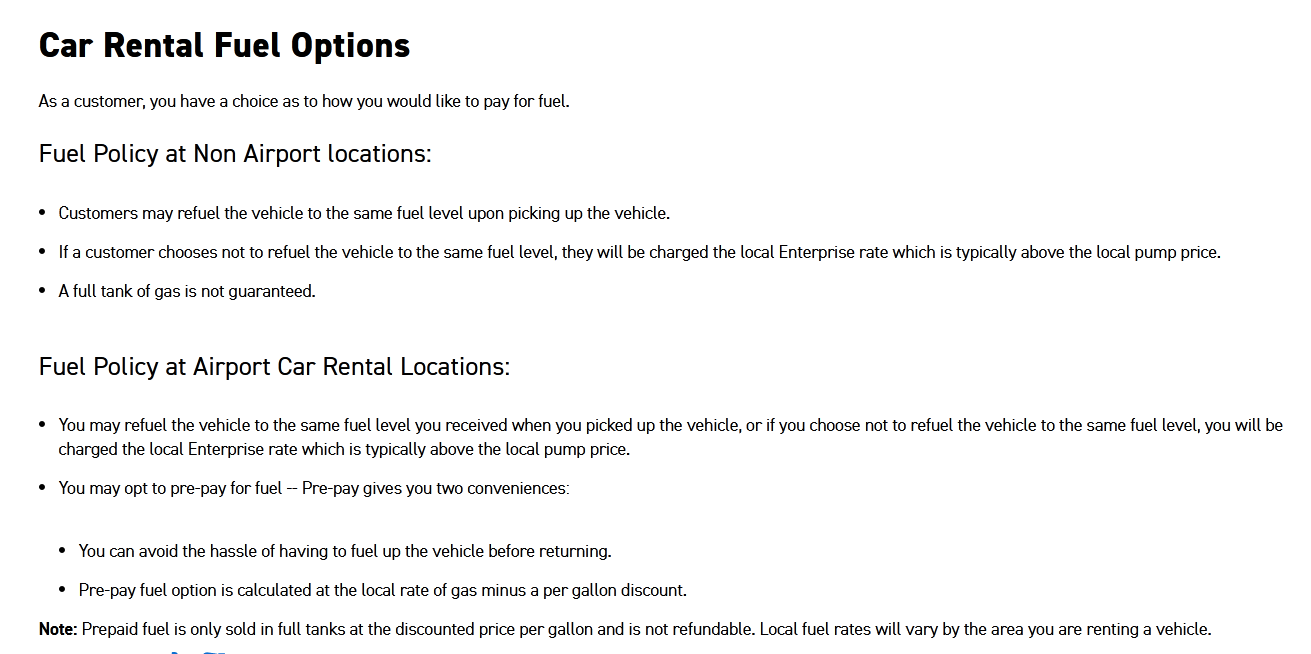 Car Rental Fuel Options
As a customer, you have a choice as to how you would like to pay for fuel.
Fuel Policy at Non Airport locations:
• Customers may refuel the vehicle to the same fuel level upon picking up the vehicle.
• If a customer chooses not to refuel the vehicle to the same fuel level, they will be charged the local Enterprise rate which is typically above the local pump price.
• A full tank of gas is not guaranteed.
Fuel Policy at Airport Car Rental Locations:
• You may refuel the vehicle to the same fuel level you received when you picked up the vehicle, or if you choose not to refuel the vehicle to the same fuel level, you will be
charged the local Enterprise rate which is typically above the local pump price.
• You may opt to pre-pay for fuel -- Pre-pay gives you two conveniences:
• You can avoid the hassle of having to fuel up the vehicle before returning.
• Pre-pay fuel option is calculated at the local rate of gas minus a per gallon discount.
Note: Prepaid fuel is only sold in full tanks at the discounted price per gallon and is not refundable. Local fuel rates will vary by the area you are renting a vehicle.